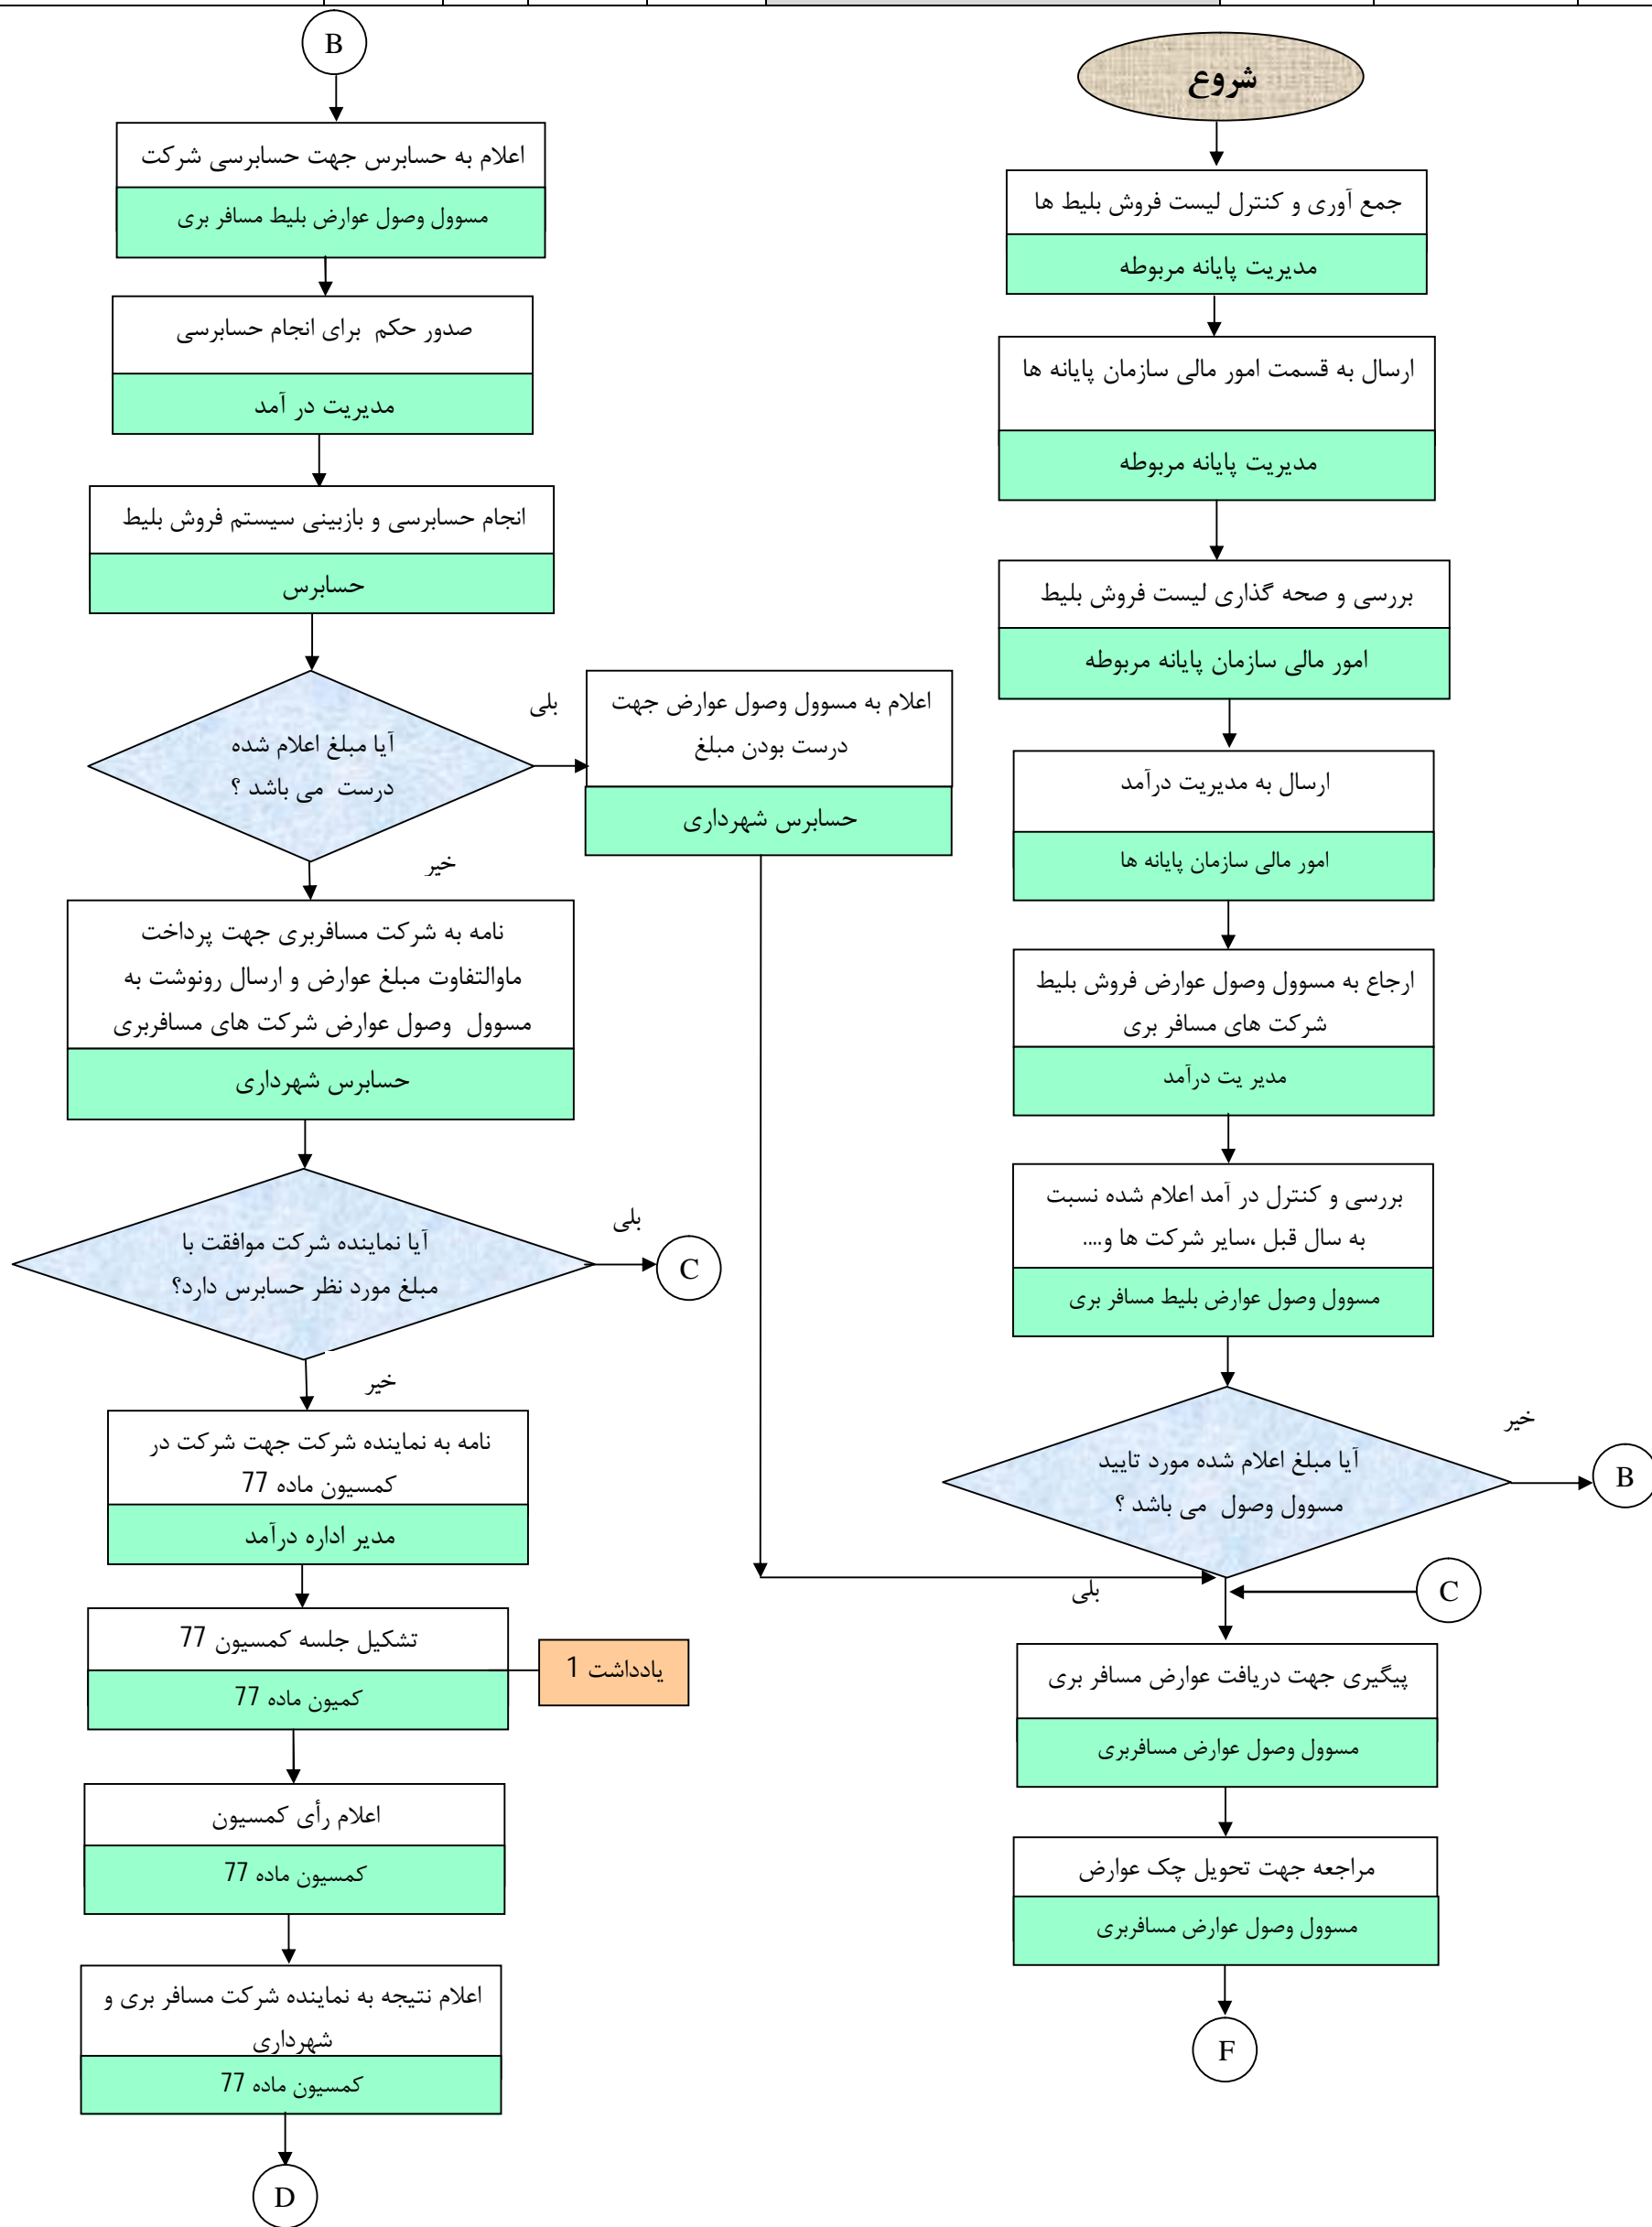 شروع
جمع آوری و کنترل لیست فروش بلیط ها
مدیریت پایانه مربوطه
ارسال به قسمت امور مالی سازمان پایانه ها
مدیریت پایانه مربوطه
بررسی و صحه گذاری لیست فروش بلیط
امور مالی سازمان پایانه مربوطه
ارسال به مدیریت درآمد
امور مالی سازمان پایانه ها
ارجاع به مسوول وصول عوارض فروش بلیط
شرکت های مسافر بری
مدیر یت درآمد
بررسی و کنترل در آمد اعلام شده نسبت
به سال قبل ،سایر شرکت ها و....
مسوول وصول عوارض بلیط مسافر بری
آیا مبلغ اعلام شده مورد تایید
مسوول وصول می باشد ؟
خیر
B
بلی
C
پیگیری جهت دریافت عوارض مسافر بری
مسوول وصول عوارض مسافربری
مراجعه جهت تحویل چک عوارض
مسوول وصول عوارض مسافربری
F
B
اعلام به حسابرس جهت حسابرسی شرکت
مسوول وصول عوارض بلیط مسافر بری
صدور حکم برای انجام حسابرسی
مدیریت در آمد
انجام حسابرسی و بازبینی سیستم فروش بلیط
حسابرس
آیا مبلغ اعلام شده
درست می باشد ؟
بلی
اعلام به مسوول وصول عوارض جهت
درست بودن مبلغ
حسابرس شهرداری
خیر
نامه به شرکت مسافربری جهت پرداخت
ماوالتفاوت مبلغ عوارض و ارسال رونوشت به
مسوول وصول عوارض شرکت های مسافربری
حسابرس شهرداری
آیا نماینده شرکت موافقت با
مبلغ مورد نظر حسابرس دارد؟
بلی
C
خیر
نامه به نماینده شرکت جهت شرکت در
کمسیون ماده 77
مدیر اداره درآمد
تشکیل جلسه کمسیون 77
کمیون ماده 77
یادداشت 1
اعلام رأی کمسیون
کمسیون ماده 77
اعلام نتیجه به نماینده شرکت مسافر بری و
شهرداری
کمسیون ماده 77
D